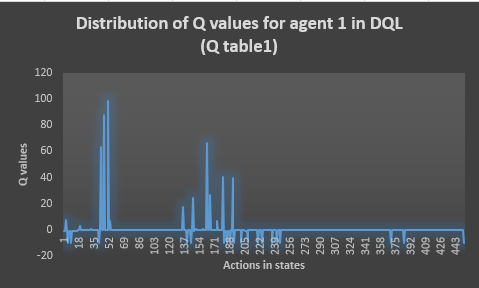 Distribution of Q values for agent 1 in DQL
(Q table1)
120
100
80
60
40
20
0
-20
Q values
1 18 35 52 69 86 103 120 137 154 171 188 205 222 239 256 273 290 307 324 341 358 375 392 409 426 443
Actions in states